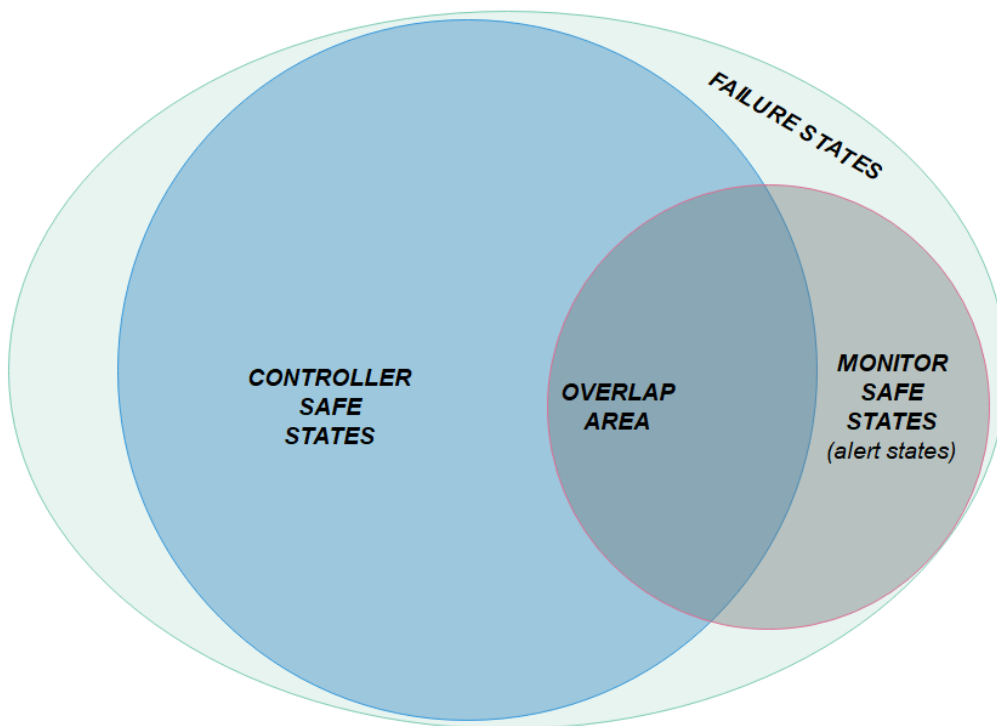 FAILURE STATES
CONTROLLER
SAFE
STATES
OVERLAP
AREA
MONITOR
SAFE
STATES
(alert states)